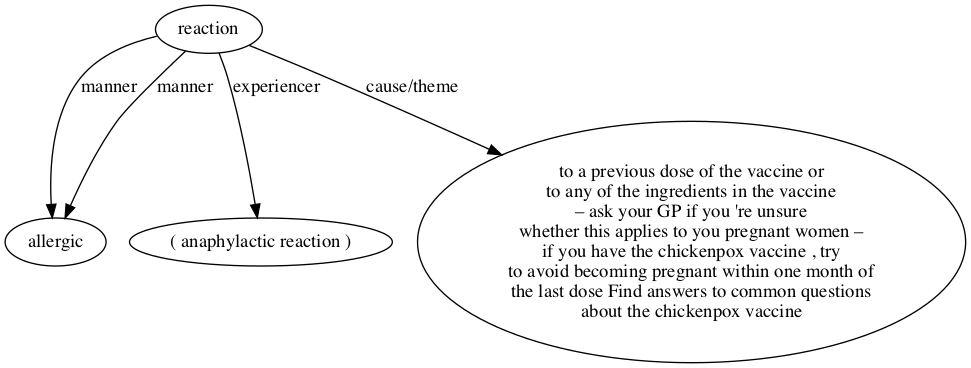 reaction
manner
manner
experiencer
cause/theme
allergic
( anaphylactic reaction )
to a previous dose of the vaccine or
to any of the ingredients in the vaccine
– ask your GP if you 're unsure
whether this applies to you pregnant women –
if you have the chickenpox vaccine , try
to avoid becoming pregnant within one month of
the last dose Find answers to common questions
about the chickenpox vaccine